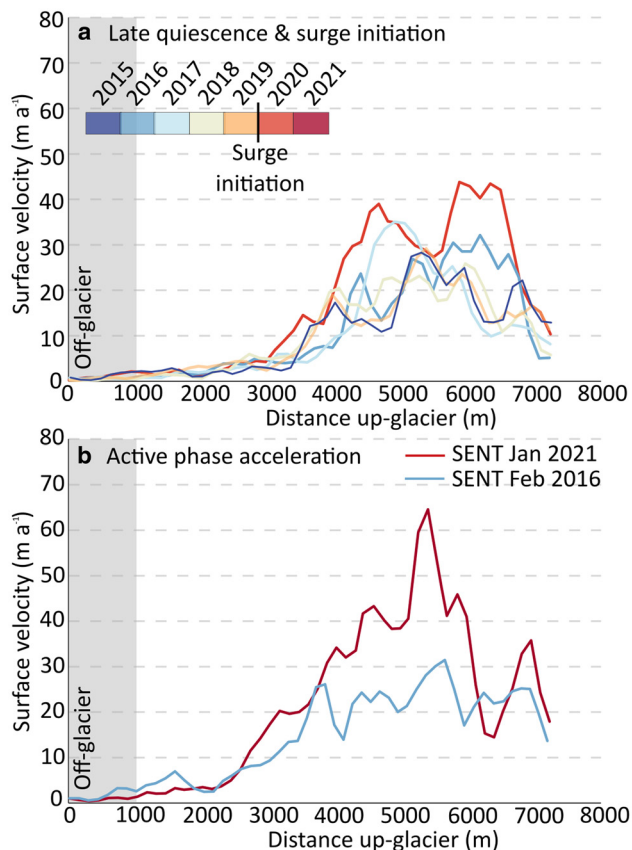 a Late quiescence & surge initiation
80
70
60
50
40
30
20
10
0
Surface velocity (m a⁻¹)
2015
2016
2017
2018
2019
2020
2021
Surge
initiation
Off-glacier
0 1000 2000 3000 4000 5000 6000 7000 8000
Distance up-glacier (m)
b Active phase acceleration
SENT Jan 2021
SENT Feb 2016
80
70
60
50
40
30
20
10
0
Surface velocity (m a⁻¹)
Off-glacier
0 1000 2000 3000 4000 5000 6000 7000 8000
Distance up-glacier (m)